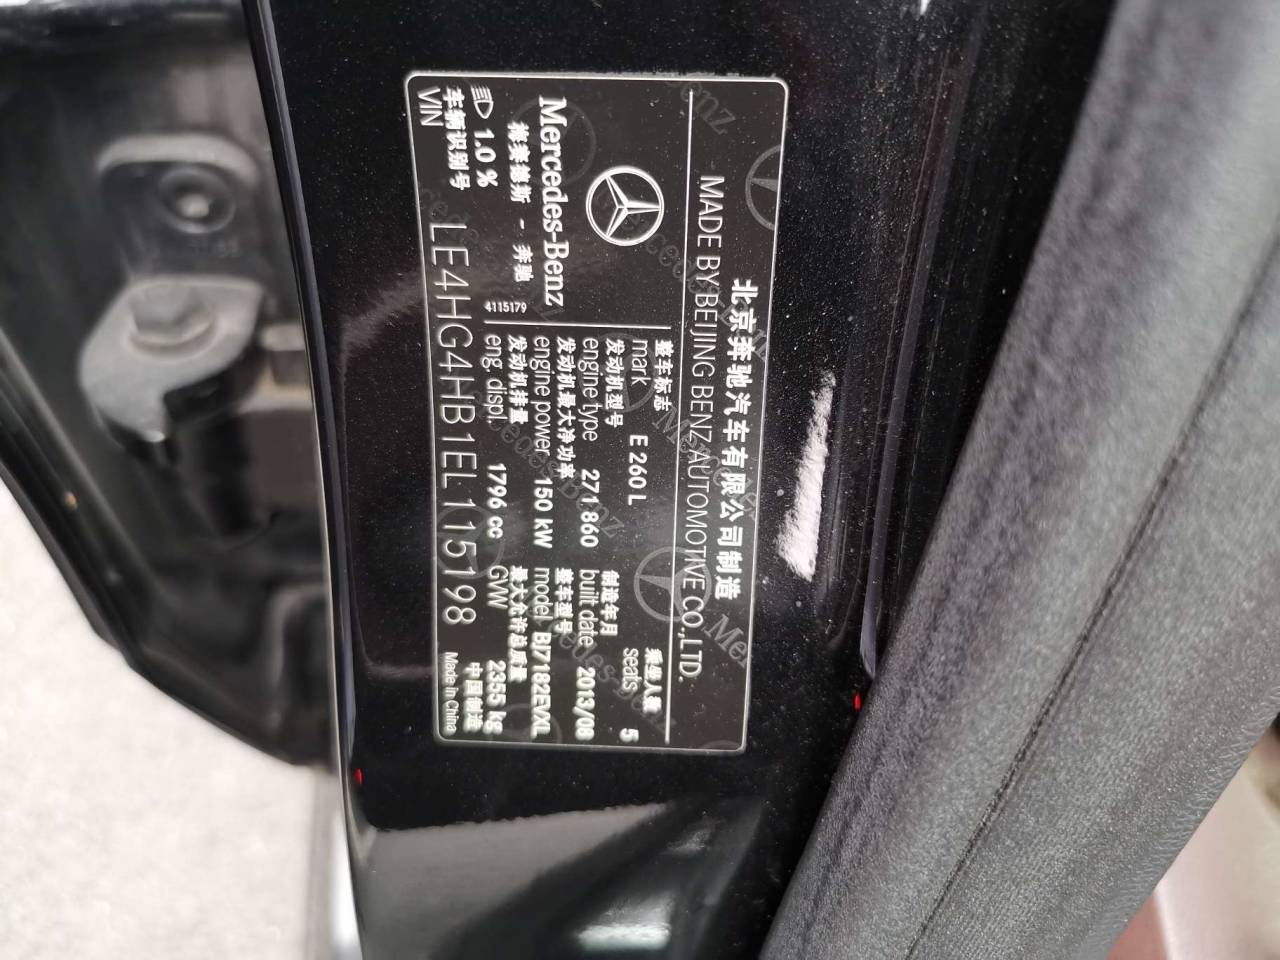 北京奔驰汽车有限公司制造
MADE BY BEIJING BENZ AUTOMOTIVE CO.,LTD.
乘坐人数
seats 5
整车标志
mark E 260 L
发动机型号 制造年月
engine type 271 860 built date 2013/08
发动机最大净功率 整车型号
engine power 150 kW model BJ7182EVXL
发动机排量 最大允许总质量
eng. displ. 1796 cc GVW 2355 kg
Mercedes-Benz
梅赛德斯 - 奔驰
4115179
1.0 %
车辆识别号
VIN LE4HG4HB1EL115198
中国制造
Made in China